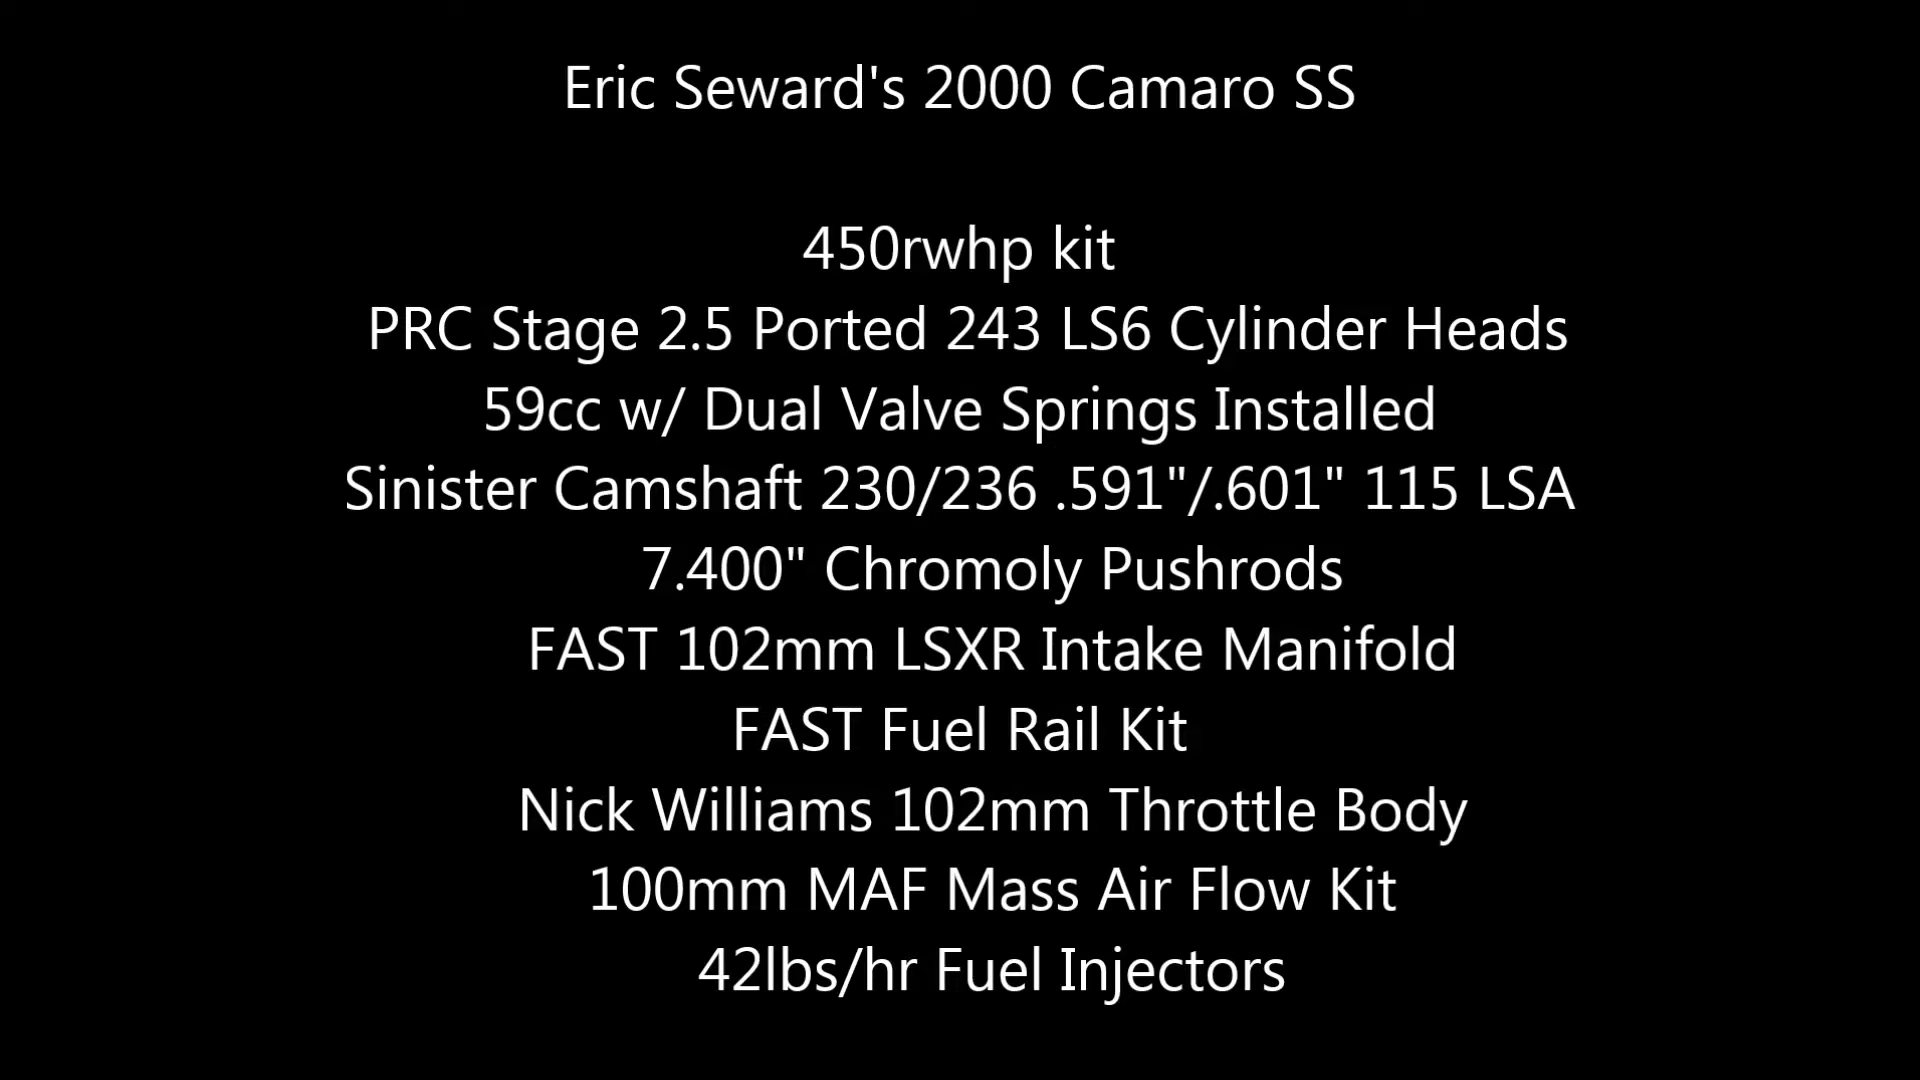 Eric Seward's 2000 Camaro SS
450rwhp kit
PRC Stage 2.5 Ported 243 LS6 Cylinder Heads
59cc w/ Dual Valve Springs Installed
Sinister Camshaft 230/236 .591"/.601" 115 LSA
7.400" Chromoly Pushrods
FAST 102mm LSXR Intake Manifold
FAST Fuel Rail Kit
Nick Williams 102mm Throttle Body
100mm MAF Mass Air Flow Kit
42lbs/hr Fuel Injectors